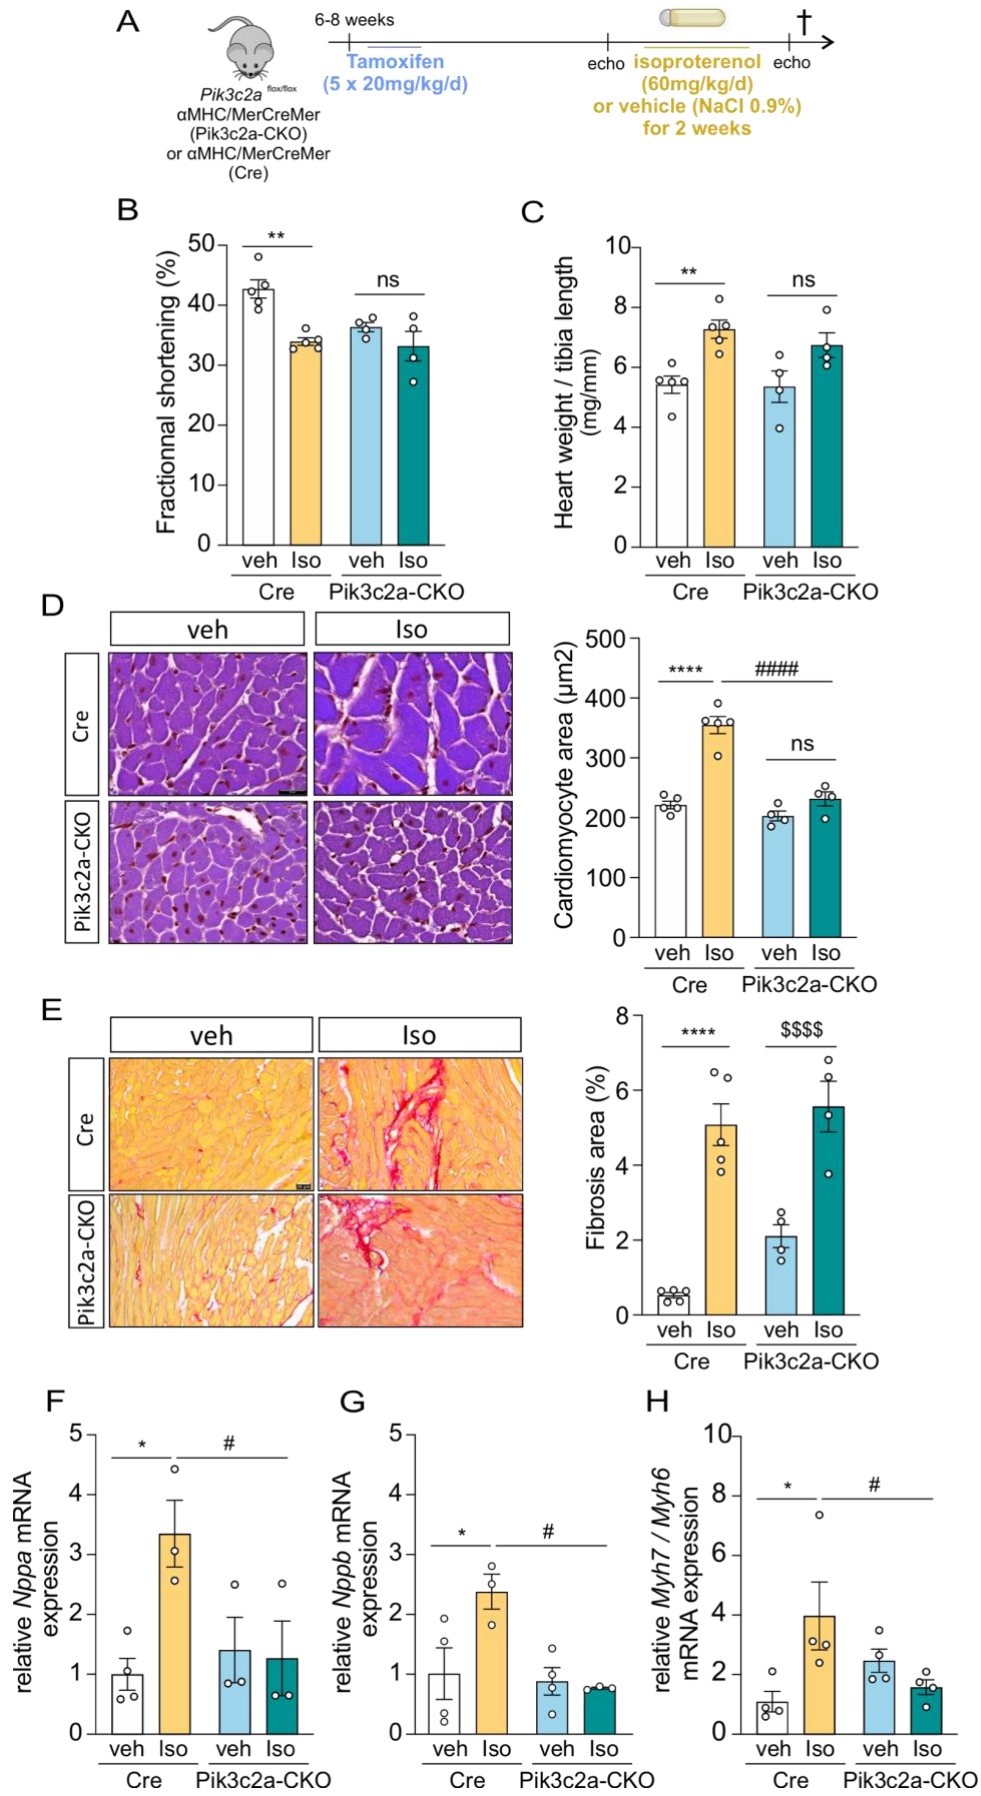 A
6-8 weeks
†
Tamoxifen
(5 x 20mg/kg/d)
echo
isoproterenol
(60mg/kg/d)
or vehicle (NaCl 0.9%)
for 2 weeks
echo
Pik3c2a flox/flox
αMHC/MerCreMer
(Pik3c2a-CKO)
or αMHC/MerCreMer
(Cre)
B
Fractionnal shortening (%)
50
40
30
20
10
0
**
ns
veh Iso veh Iso
Cre Pik3c2a-CKO
C
Heart weight / tibia length
(mg/mm)
10
8
6
4
2
0
**
ns
veh Iso veh Iso
Cre Pik3c2a-CKO
D
veh Iso
Cre
Pik3c2a-CKO
Cardiomyocyte area (µm2)
500
400
300
200
100
0
****
####
ns
veh Iso veh Iso
Cre Pik3c2a-CKO
E
veh Iso
Cre
Pik3c2a-CKO
Fibrosis area (%)
8
6
4
2
0
****
$$$$
veh Iso veh Iso
Cre Pik3c2a-CKO
F
relative Nppa mRNA
expression
5
4
3
2
1
0
*
#
veh Iso veh Iso
Cre Pik3c2a-CKO
G
relative Nppb mRNA
expression
5
4
3
2
1
0
*
#
veh Iso veh Iso
Cre Pik3c2a-CKO
H
relative Myh7 / Myh6
mRNA expression
10
8
6
4
2
0
*
#
veh Iso veh Iso
Cre Pik3c2a-CKO